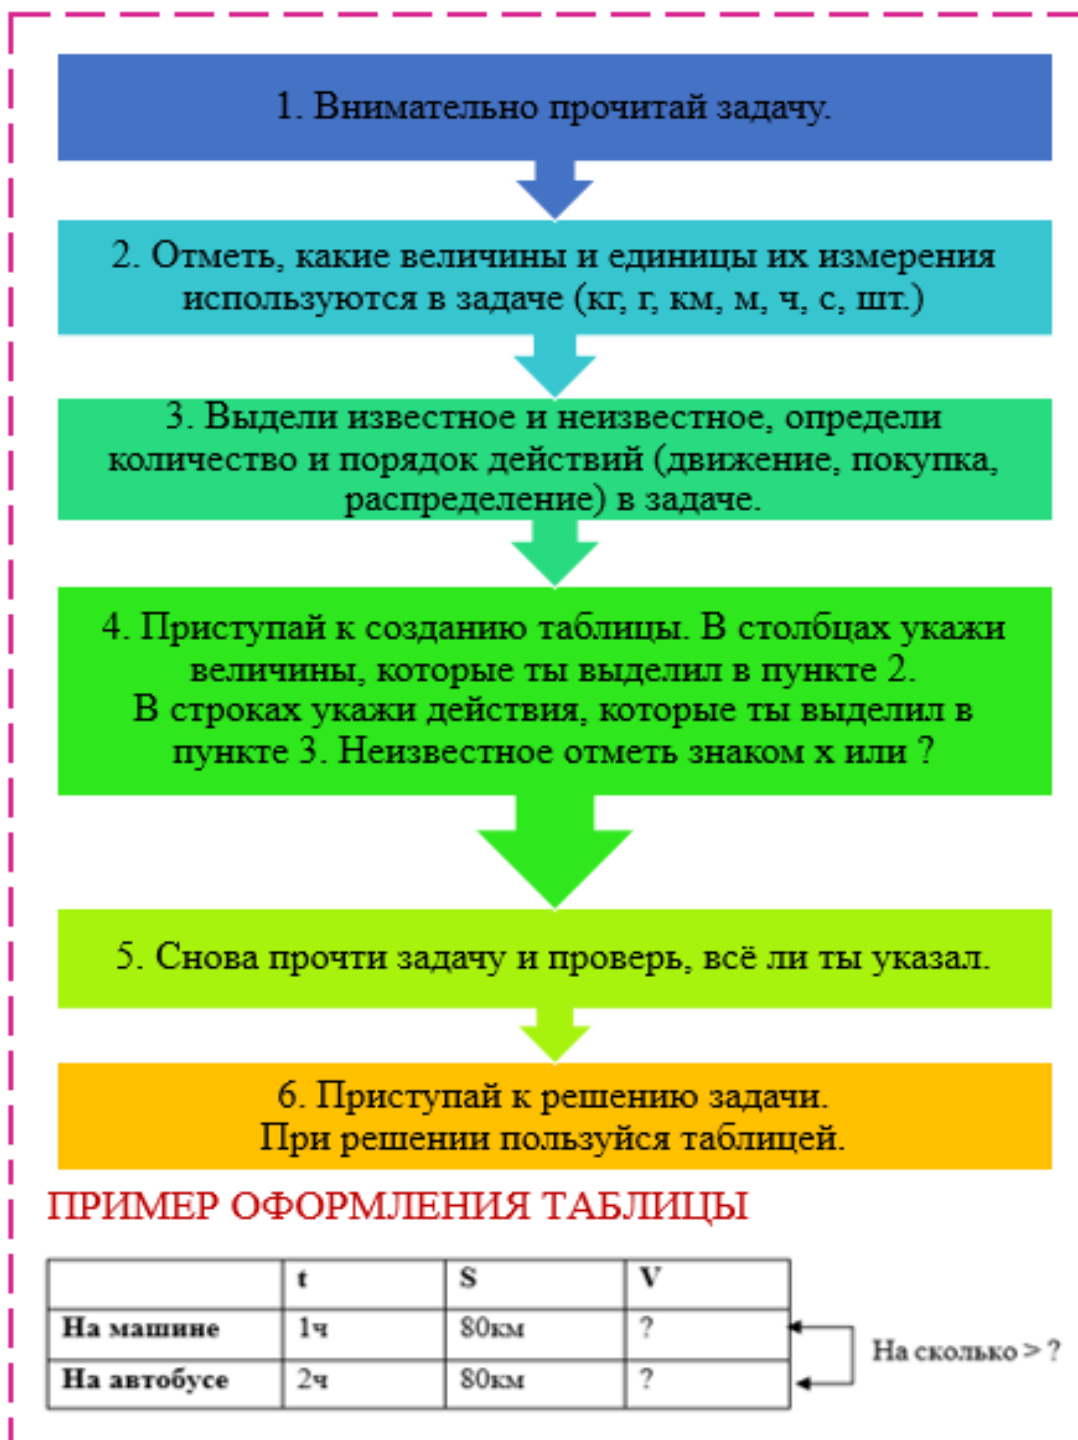 1. Внимательно прочитай задачу.
2. Отметь, какие величины и единицы их измерения
используются в задаче (кг, г, км, м, ч, с, шт.)
3. Выдели известное и неизвестное, определи
количество и порядок действий (движение, покупка,
распределение) в задаче.
4. Приступай к созданию таблицы. В столбцах укажи
величины, которые ты выделил в пункте 2.
В строках укажи действия, которые ты выделил в
пункте 3. Неизвестное отметь знаком х или ?
5. Снова прочти задачу и проверь, всё ли ты указал.
6. Приступай к решению задачи.
При решении пользуйся таблицей.
ПРИМЕР ОФОРМЛЕНИЯ ТАБЛИЦЫ
t S V
На машине 1ч 80км ?
На автобусе 2ч 80км ?
На сколько > ?